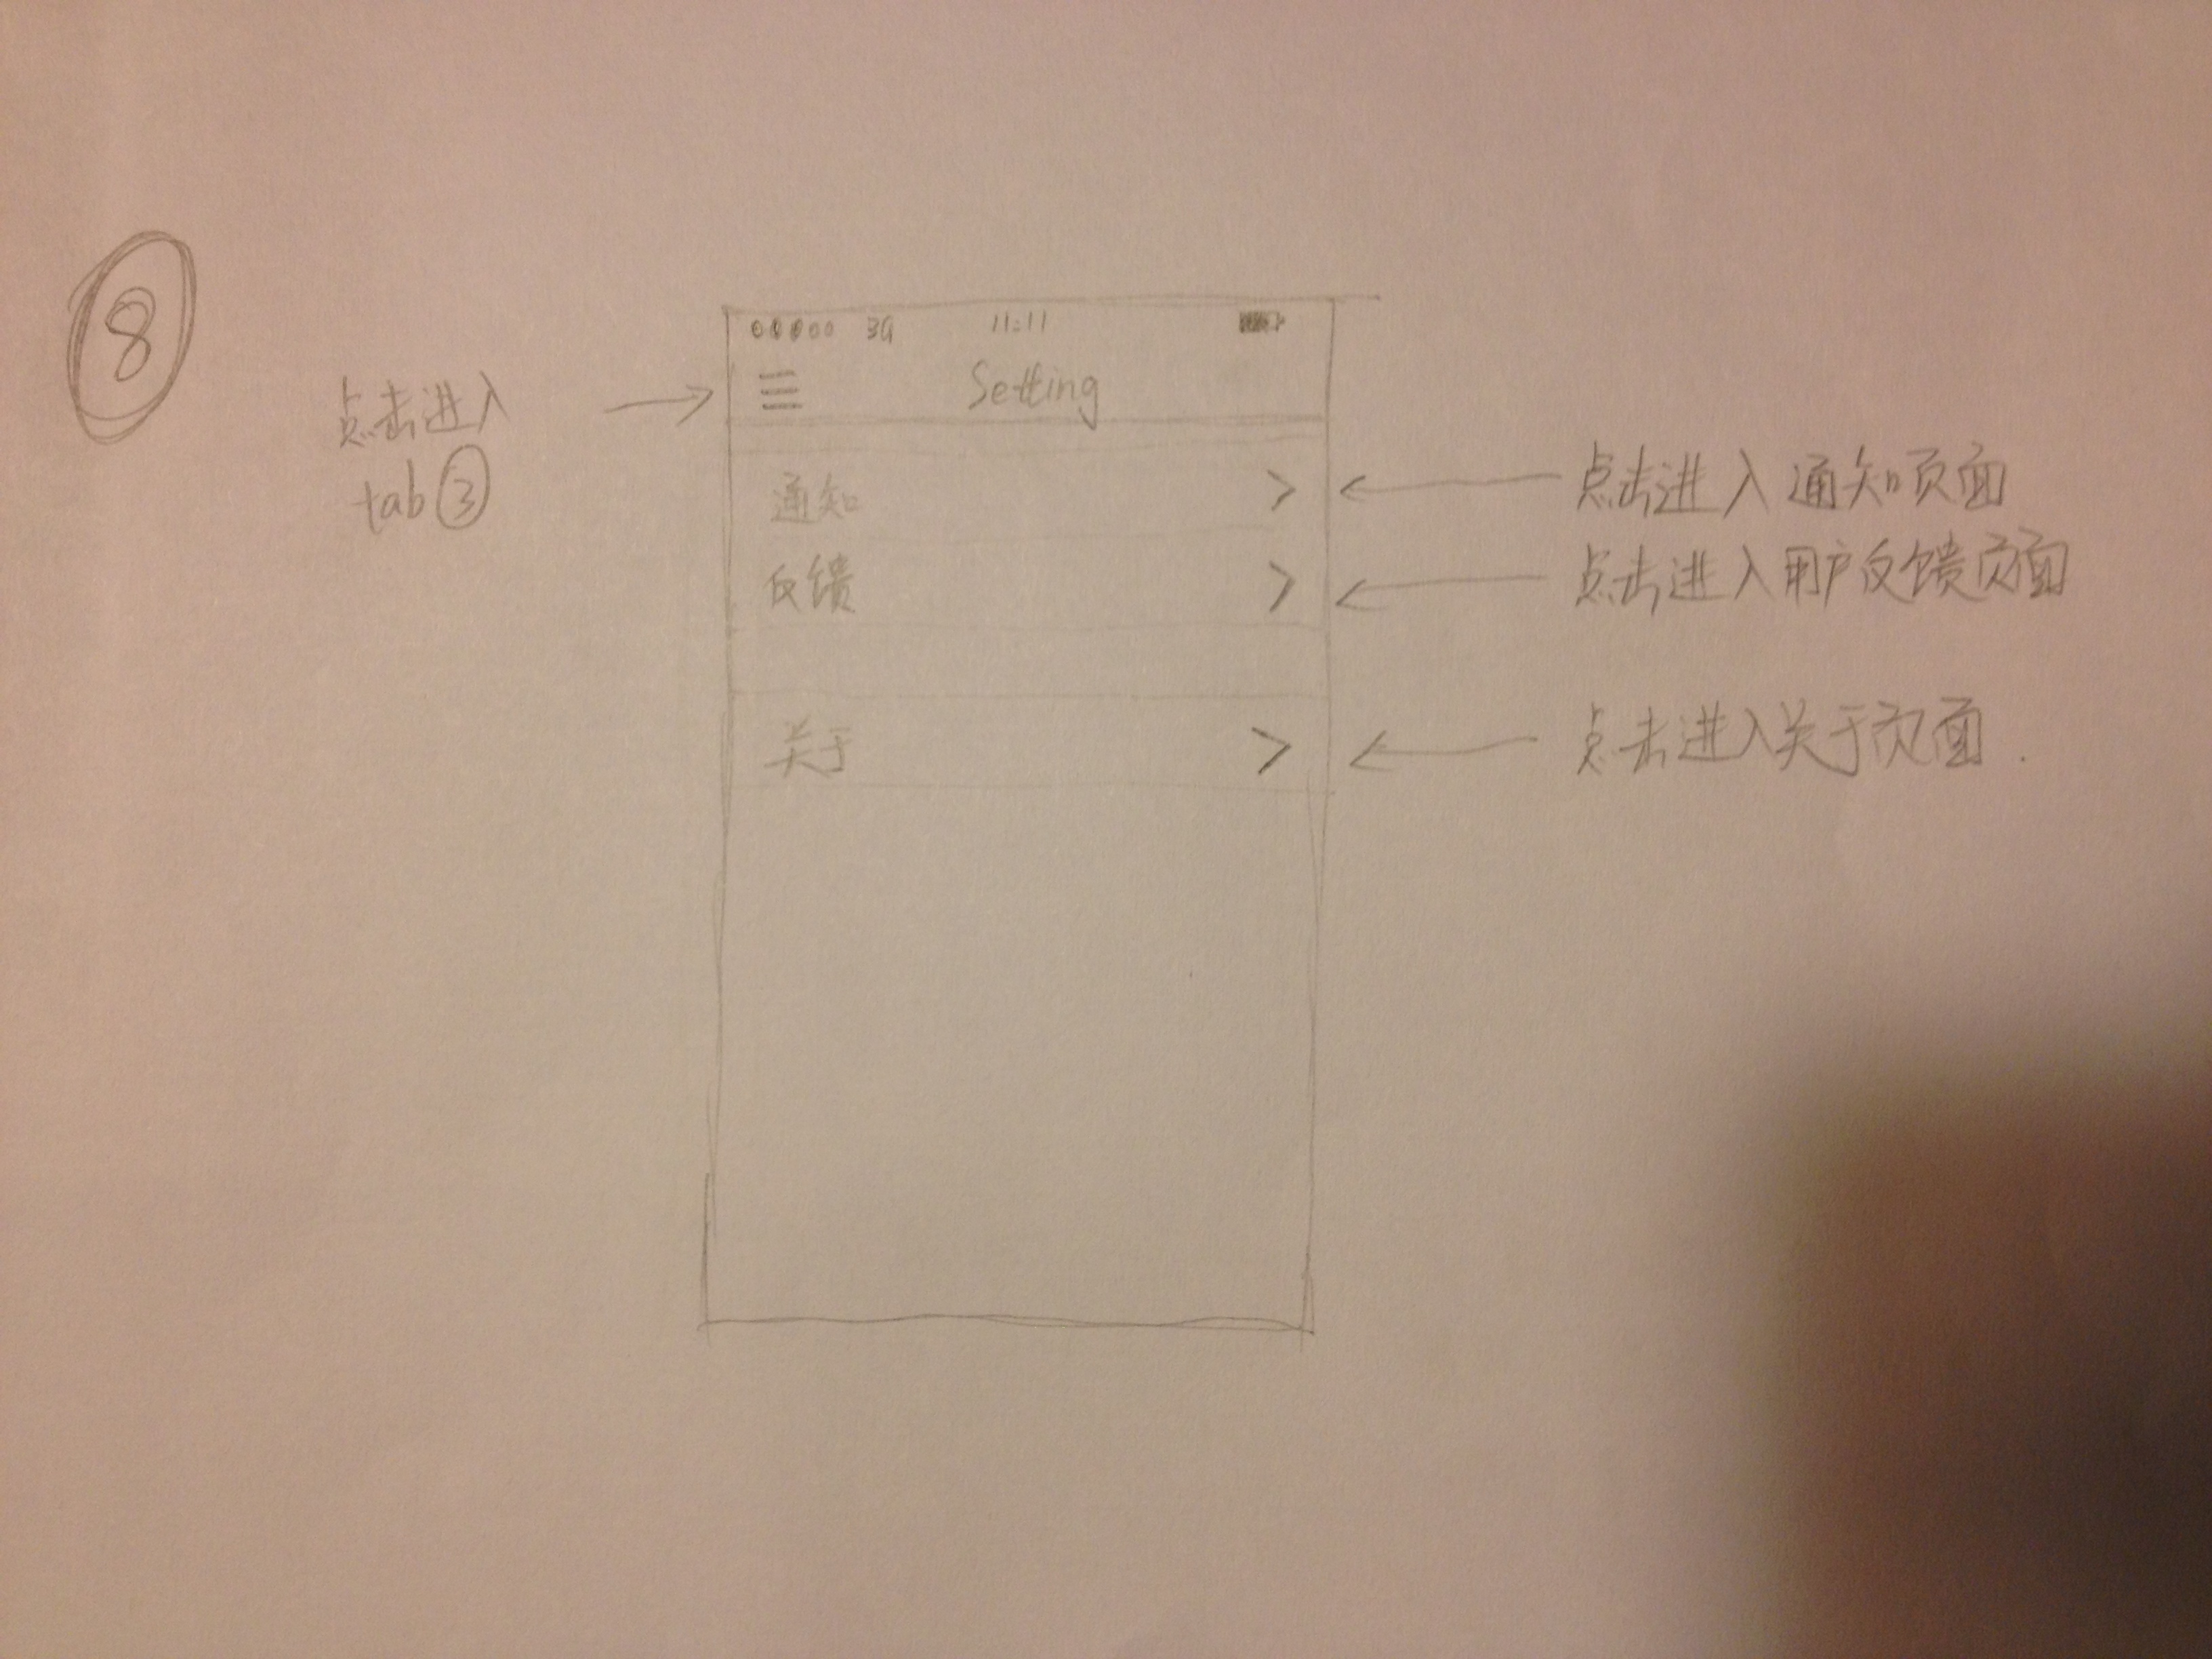 8
3G 11:11
Setting
点击进入
tab③
通知
点击进入通知页面
反馈
点击进入用户反馈页面
关于
点击进入关于页面.